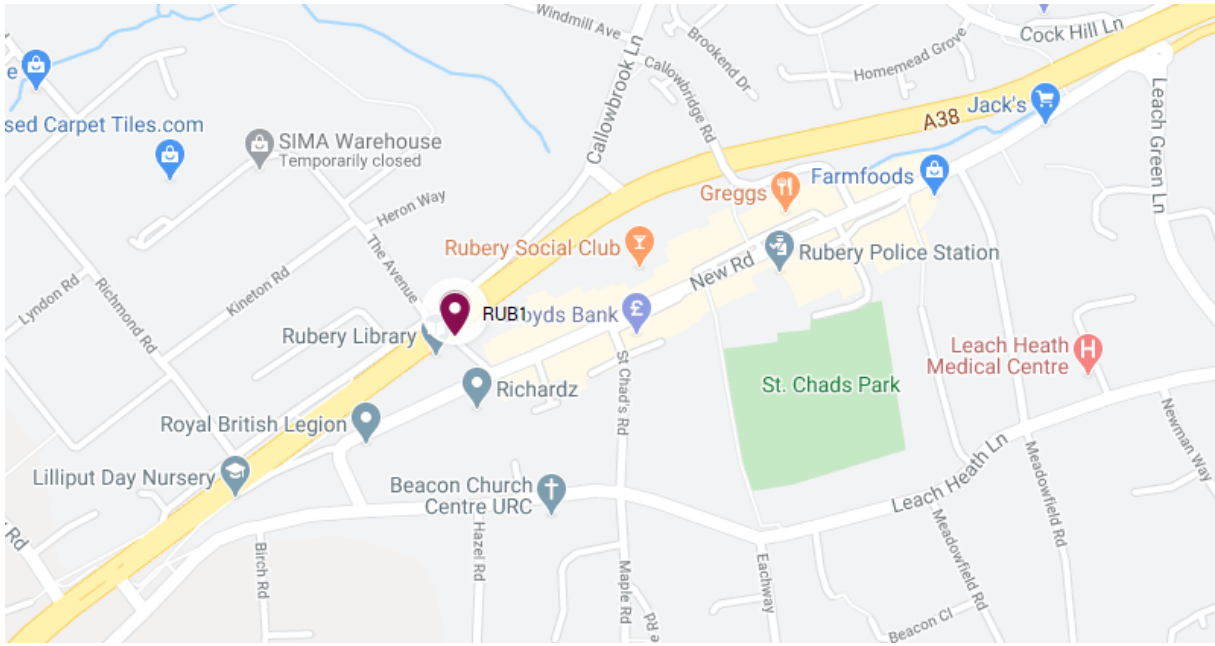 Windmill Ave
Cock Hill Ln
Brookend Dr
Homemead Grove
Callowbrook Ln
Callowbridge Rd
e
Jack's
A38
Leach Green Ln
sed Carpet Tiles.com
SIMA Warehouse
Temporarily closed
Farmfoods
Greggs
Heron Way
Rubery Social Club
The Avenue
New Rd
Rubery Police Station
Kineton Rd
Lyndon Rd
Richmond Rd
RUB1
oyds Bank
£
Rubery Library
Leach Heath
Medical Centre
H
St. Chads Park
Richardz
St Chad's Rd
Royal British Legion
Newman Way
Lilliput Day Nursery
Leach Heath Ln
Meadowfield Rd
Beacon Church
Centre URC
Meadowfield Rd
Rd
Birch Rd
Hazel Rd
Maple Rd
Eachway
e Rd
Beacon Cl